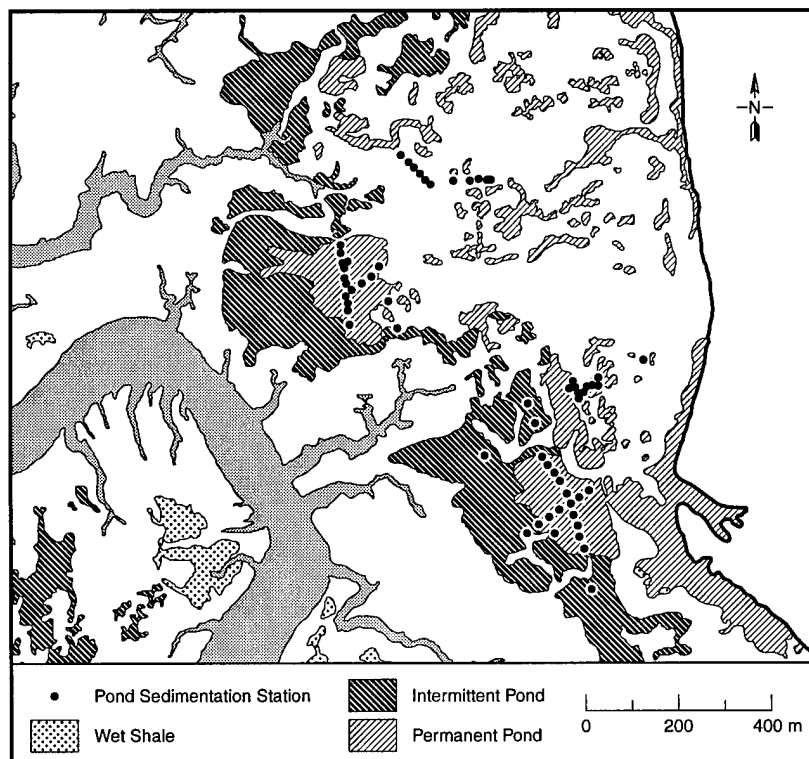 N
Pond Sedimentation Station
Intermittent Pond
Wet Shale
Permanent Pond
0 200 400 m